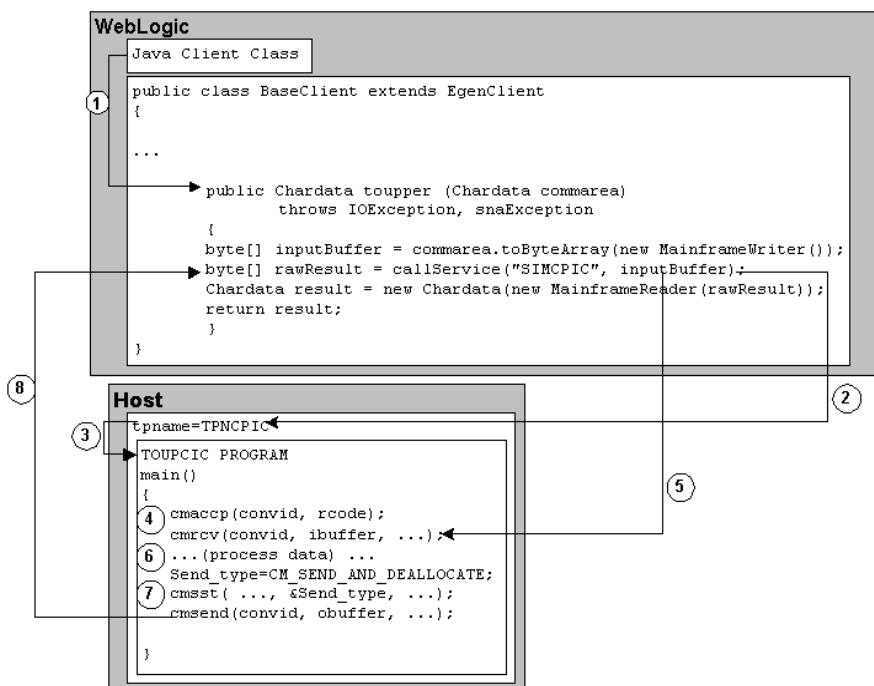 WebLogic
Java Client Class
1
public class BaseClient extends EgenClient
{
...
public Chardata toupper (Chardata commarea)
throws IOException, snaException
{
byte[] inputBuffer = commarea.toByteArray(new MainframeWriter());
byte[] rawResult = callService("SIMCPIC", inputBuffer);
Chardata result = new Chardata(new MainframeReader(rawResult));
return result;
}
}
8
2
Host
tpname=TPNCPIC
3
TOUPCIC PROGRAM
main()
{
5
4 cmaccp(convid, rcode);
cmrcv(convid, ibuffer, ...);
6 ...(process data) ...
Send_type=CM_SEND_AND_DEALLOCATE;
7 cmsst( ..., &Send_type, ...);
cmsend(convid, obuffer, ...);
}